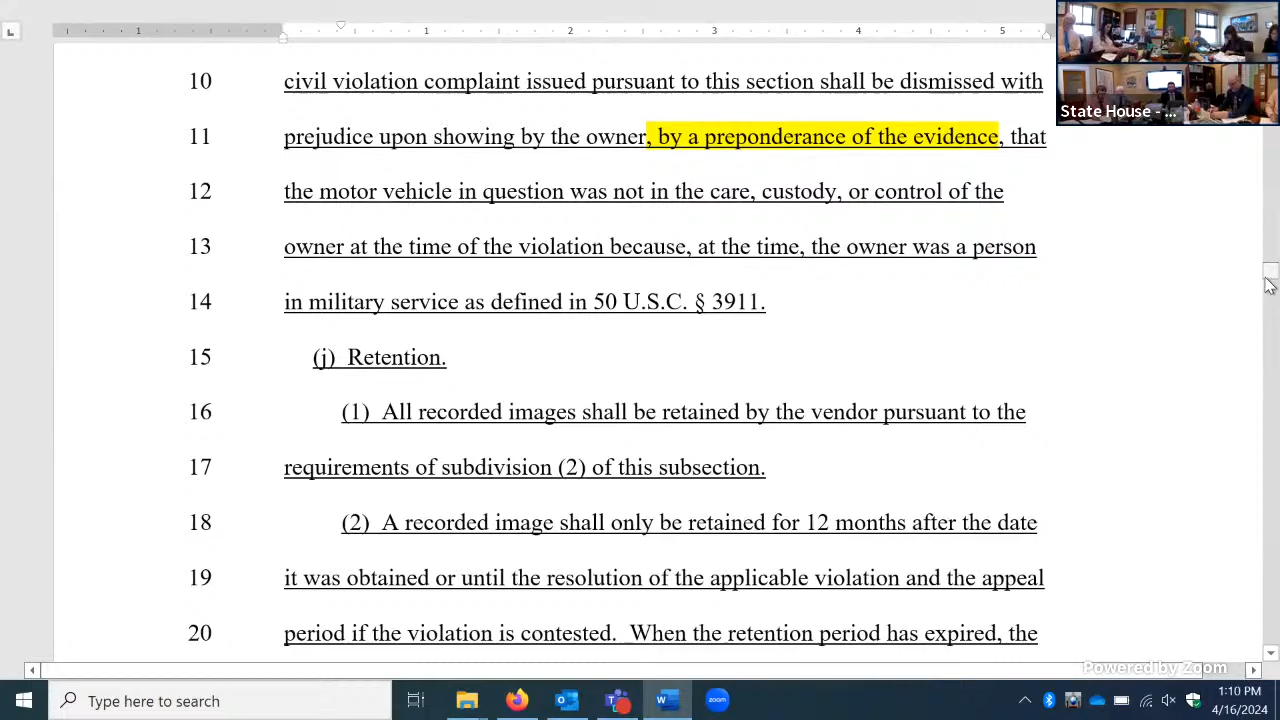 1 1 2 3 4 5
10 civil violation complaint issued pursuant to this section shall be dismissed with
11 prejudice upon showing by the owner, by a preponderance of the evidence, that
12 the motor vehicle in question was not in the care, custody, or control of the
13 owner at the time of the violation because, at the time, the owner was a person
14 in military service as defined in 50 U.S.C. § 3911.
15 (j) Retention.
16 (1) All recorded images shall be retained by the vendor pursuant to the
17 requirements of subdivision (2) of this subsection.
18 (2) A recorded image shall only be retained for 12 months after the date
19 it was obtained or until the resolution of the applicable violation and the appeal
20 period if the violation is contested. When the retention period has expired, the
State House - ...
Powered by Zoom
Type here to search
zoom
1:10 PM
4/16/2024